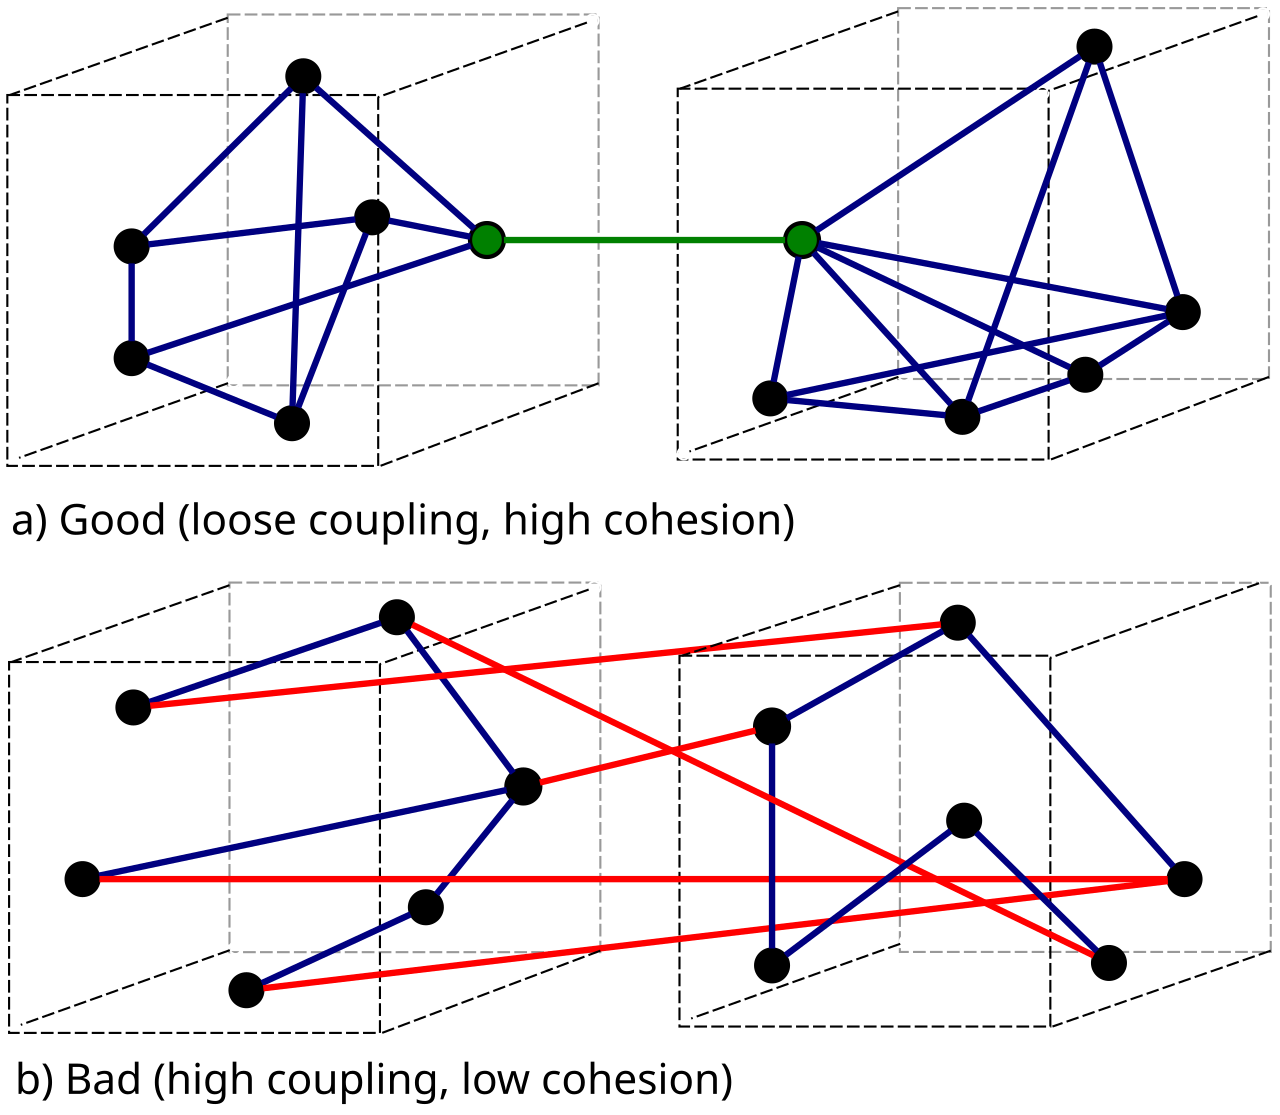 a) Good (loose coupling, high cohesion)
b) Bad (high coupling, low cohesion)